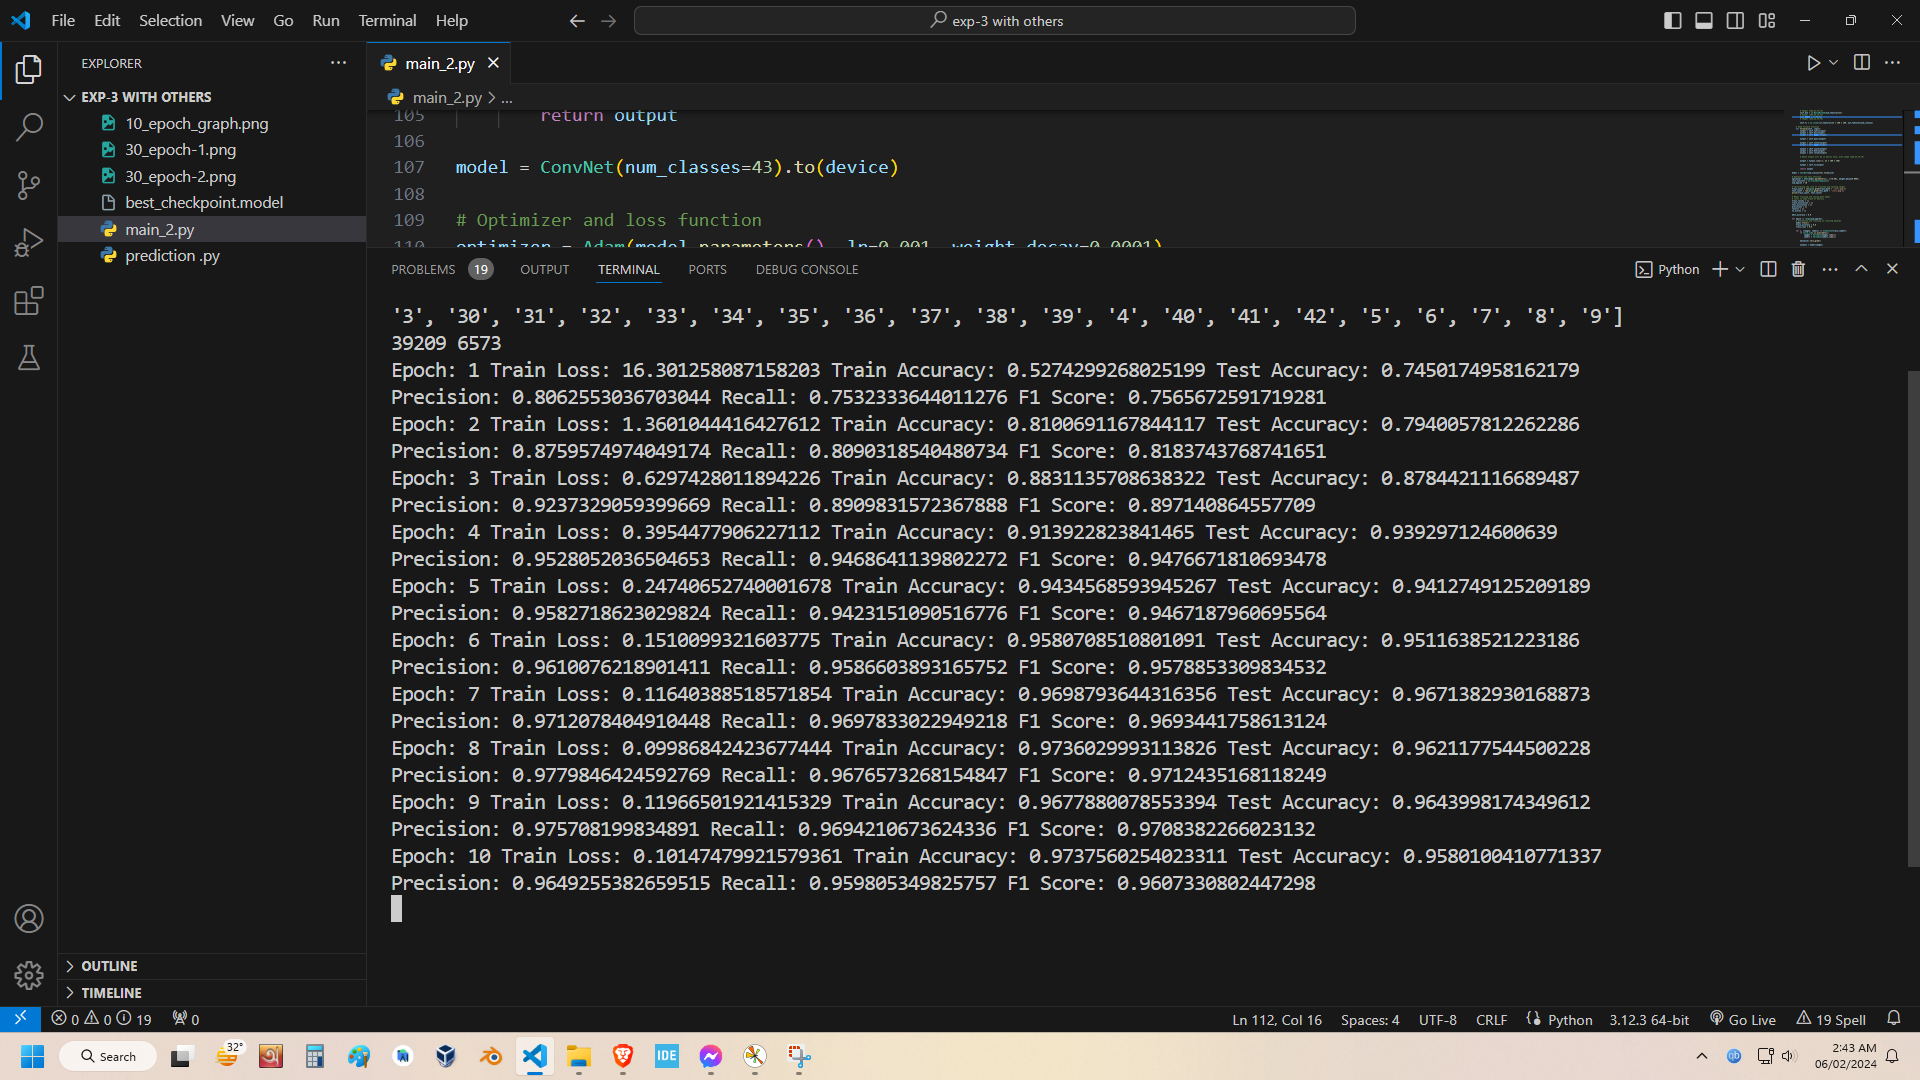 File Edit Selection View Go Run Terminal Help
exp-3 with others
EXPLORER
EXP-3 WITH OTHERS
10_epoch_graph.png
30_epoch-1.png
30_epoch-2.png
best_checkpoint.model
main_2.py
prediction .py
OUTLINE
TIMELINE
main_2.py
main_2.py > ...
105 return output
106
107 model = ConvNet(num_classes=43).to(device)
108
109 # Optimizer and loss function
110 optimizer = Adam(model.parameters(), lr=0.001, weight_decay=0.0001)
PROBLEMS 19 OUTPUT TERMINAL PORTS DEBUG CONSOLE
Python
'3', '30', '31', '32', '33', '34', '35', '36', '37', '38', '39', '4', '40', '41', '42', '5', '6', '7', '8', '9']
39209 6573
Epoch: 1 Train Loss: 16.301258087158203 Train Accuracy: 0.5274299268025199 Test Accuracy: 0.7450174958162179
Precision: 0.8062553036703044 Recall: 0.7532333644011276 F1 Score: 0.7565672591719281
Epoch: 2 Train Loss: 1.3601044416427612 Train Accuracy: 0.8100691167844117 Test Accuracy: 0.7940057812262286
Precision: 0.8759574974049174 Recall: 0.8090318540480734 F1 Score: 0.8183743768741651
Epoch: 3 Train Loss: 0.6297428011894226 Train Accuracy: 0.8831135708638322 Test Accuracy: 0.8784421116689487
Precision: 0.9237329059399669 Recall: 0.8909831572367888 F1 Score: 0.897140864557709
Epoch: 4 Train Loss: 0.3954477906227112 Train Accuracy: 0.913922823841465 Test Accuracy: 0.939297124600639
Precision: 0.9528052036504653 Recall: 0.9468641139802272 F1 Score: 0.9476671810693478
Epoch: 5 Train Loss: 0.24740652740001678 Train Accuracy: 0.9434568593945267 Test Accuracy: 0.9412749125209189
Precision: 0.9582718623029824 Recall: 0.9423151090516776 F1 Score: 0.9467187960695564
Epoch: 6 Train Loss: 0.1510099321603775 Train Accuracy: 0.9580708510801091 Test Accuracy: 0.9511638521223186
Precision: 0.9610076218901411 Recall: 0.9586603893165752 F1 Score: 0.9578853309834532
Epoch: 7 Train Loss: 0.11640388518571854 Train Accuracy: 0.9698793644316356 Test Accuracy: 0.9671382930168873
Precision: 0.9712078404910448 Recall: 0.9697833022949218 F1 Score: 0.9693441758613124
Epoch: 8 Train Loss: 0.09986842423677444 Train Accuracy: 0.9736029993113826 Test Accuracy: 0.9621177544500228
Precision: 0.9779846424592769 Recall: 0.9676573268154847 F1 Score: 0.9712435168118249
Epoch: 9 Train Loss: 0.11966501921415329 Train Accuracy: 0.9677880078553394 Test Accuracy: 0.9643998174349612
Precision: 0.975708199834891 Recall: 0.9694210673624336 F1 Score: 0.9708382266023132
Epoch: 10 Train Loss: 0.10147479921579361 Train Accuracy: 0.9737560254023311 Test Accuracy: 0.9580100410771337
Precision: 0.9649255382659515 Recall: 0.959805349825757 F1 Score: 0.9607330802447298
0 0 19 0
Ln 112, Col 16 Spaces: 4 UTF-8 CRLF Python 3.12.3 64-bit Go Live 19 Spell
Search
32°
IDE
2:43 AM
06/02/2024